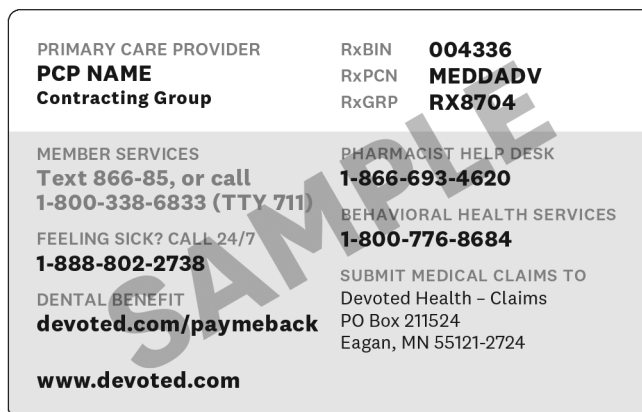 PRIMARY CARE PROVIDER
PCP NAME
Contracting Group
RxBIN 004336
RxPCN MEDDADV
RxGRP RX8704
MEMBER SERVICES
Text 866-85, or call
1-800-338-6833 (TTY 711)
FEELING SICK? CALL 24/7
1-888-802-2738
DENTAL BENEFIT
devoted.com/paymeback
www.devoted.com
PHARMACIST HELP DESK
1-866-693-4620
BEHAVIORAL HEALTH SERVICES
1-800-776-8684
SUBMIT MEDICAL CLAIMS TO
Devoted Health – Claims
PO Box 211524
Eagan, MN 55121-2724
SAMPLE